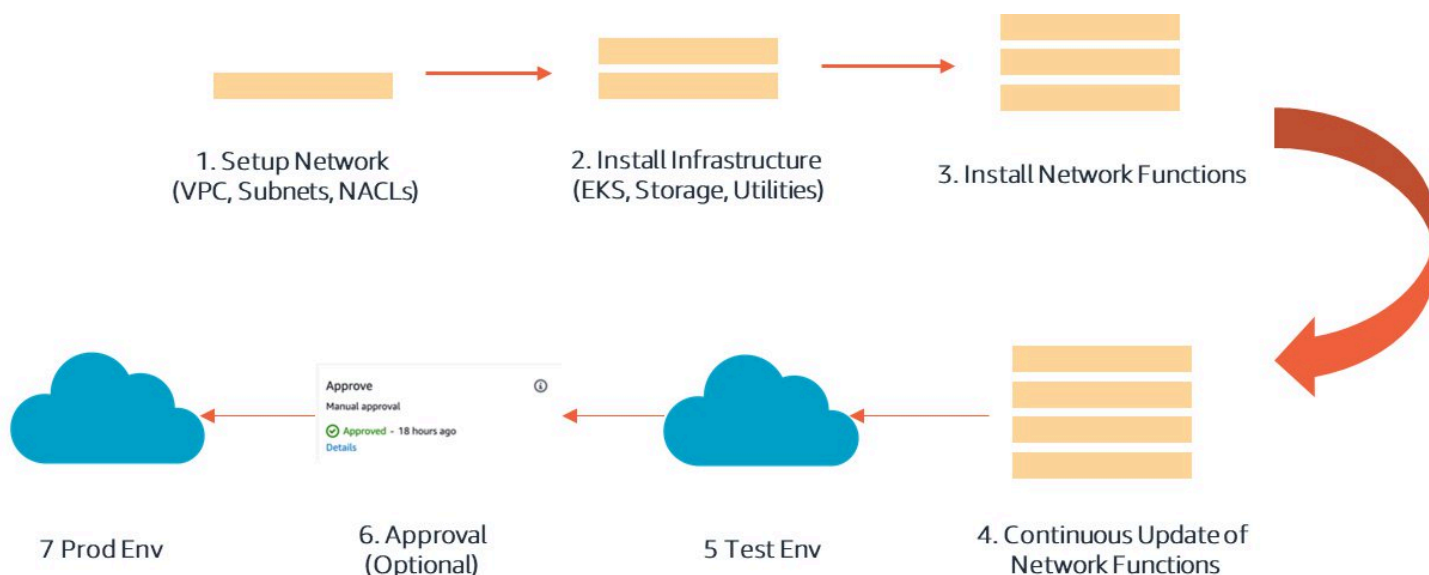 1. Setup Network
(VPC, Subnets, NACLs)
2. Install Infrastructure
(EKS, Storage, Utilities)
3. Install Network Functions
4. Continuous Update of
Network Functions
5 Test Env
Approve
Manual approval
Approved - 18 hours ago
Details
6. Approval
(Optional)
7 Prod Env